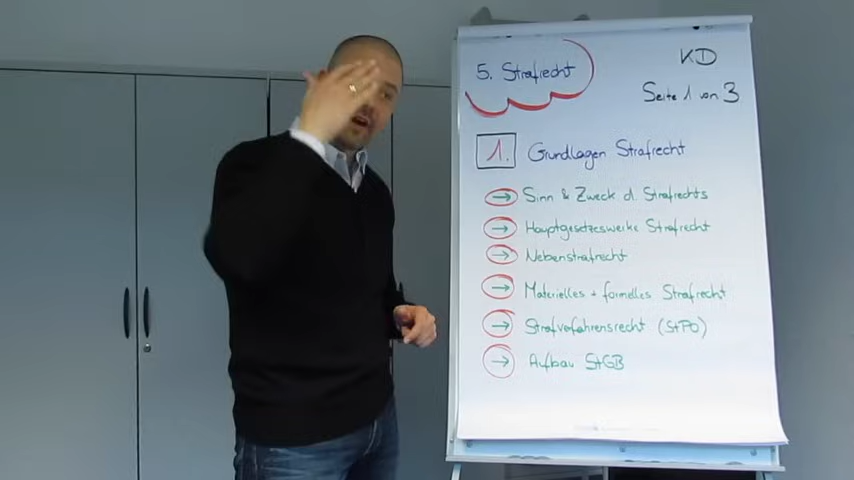 5. Strafrecht
KD
Seite 1 von 3
1. Grundlagen Strafrecht
→ Sinn & Zweck d. Strafrechts
→ Hauptgesetzeswerke Strafrecht
→ Nebenstrafrecht
→ Materielles + formelles Strafrecht
→ Strafverfahrensrecht (StPO)
→ Aufbau StGB